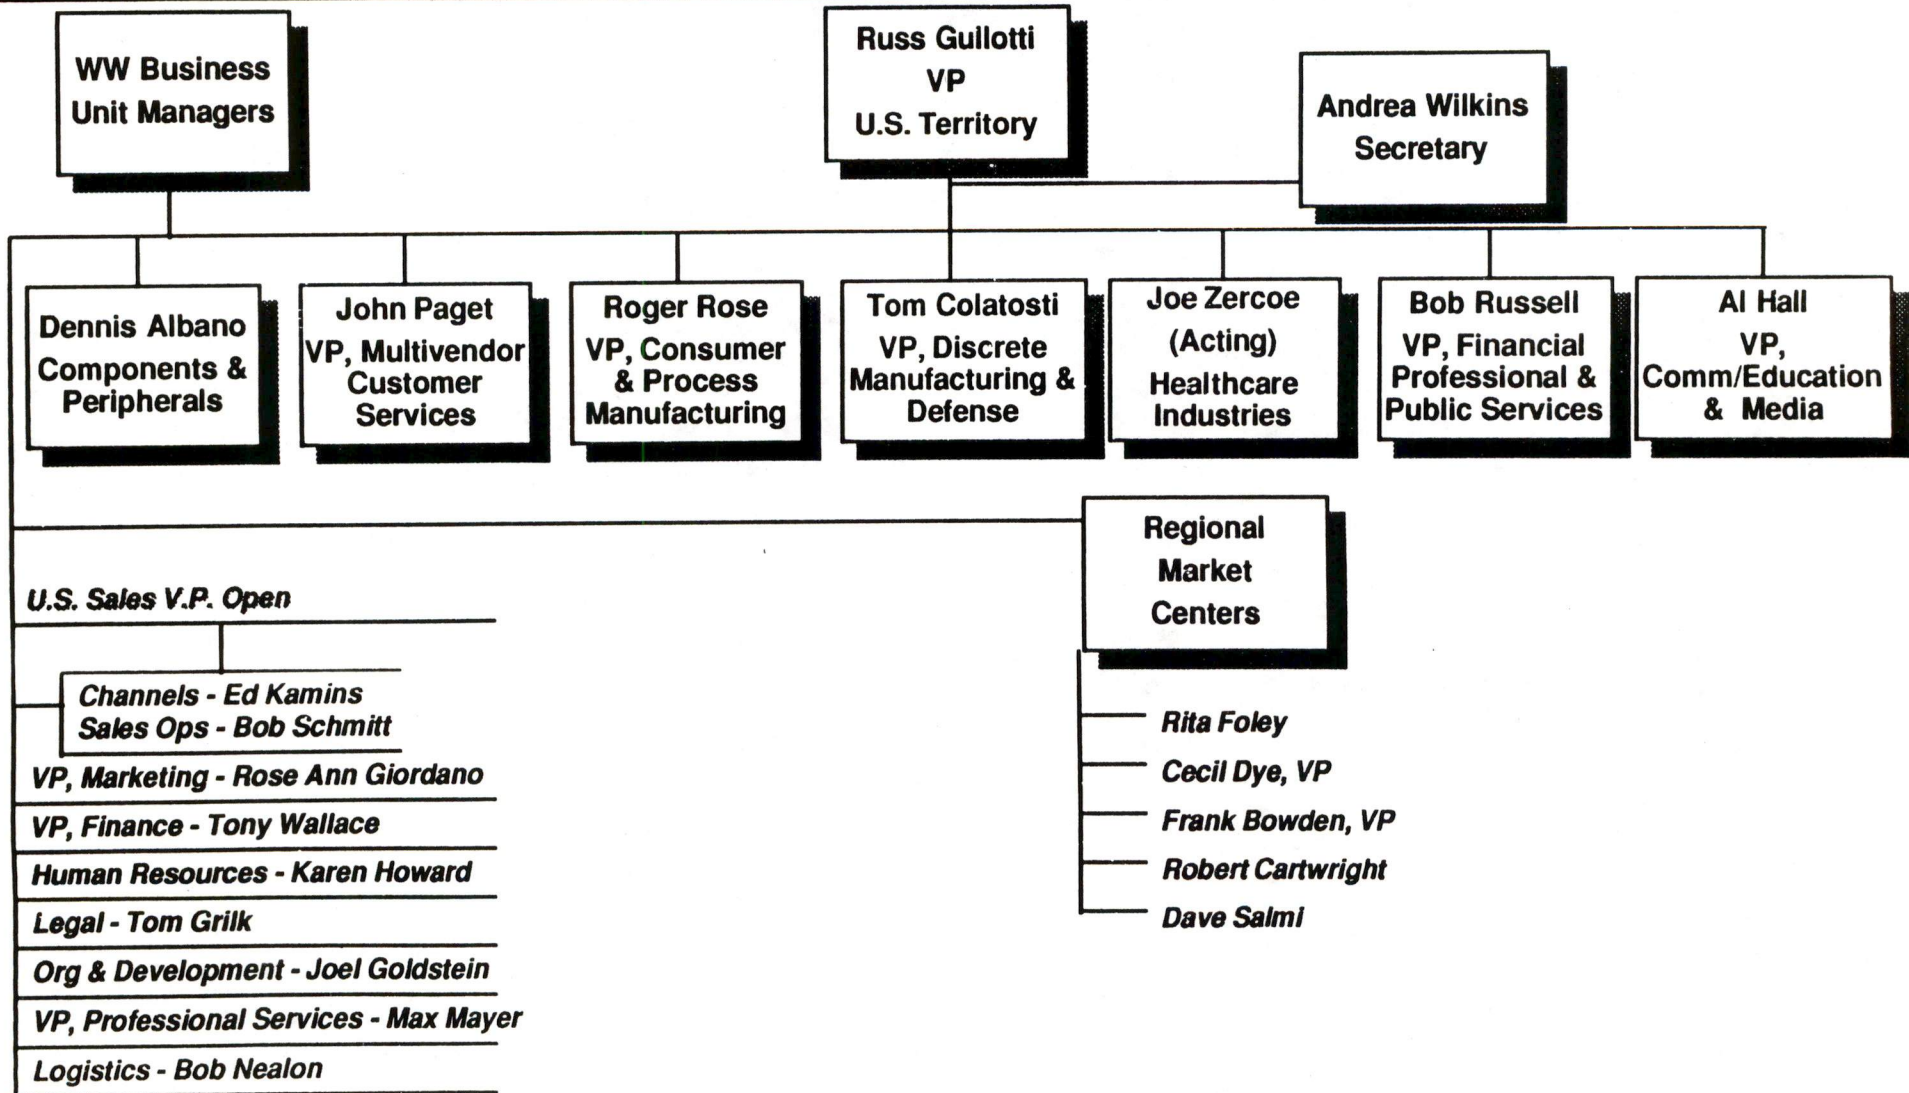 WW Business
Unit Managers
Russ Gullotti
VP
U.S. Territory
Andrea Wilkins
Secretary
Dennis Albano
Components &
Peripherals
John Paget
VP, Multivendor
Customer
Services
Roger Rose
VP, Consumer
& Process
Manufacturing
Tom Colatosti
VP, Discrete
Manufacturing &
Defense
Joe Zercoe
(Acting)
Healthcare
Industries
Bob Russell
VP, Financial
Professional &
Public Services
Al Hall
VP,
Comm/Education
& Media
Regional
Market
Centers
Rita Foley
Cecil Dye, VP
Frank Bowden, VP
Robert Cartwright
Dave Salmi
U.S. Sales V.P. Open
Channels - Ed Kamins
Sales Ops - Bob Schmitt
VP, Marketing - Rose Ann Giordano
VP, Finance - Tony Wallace
Human Resources - Karen Howard
Legal - Tom Grilk
Org & Development - Joel Goldstein
VP, Professional Services - Max Mayer
Logistics - Bob Nealon